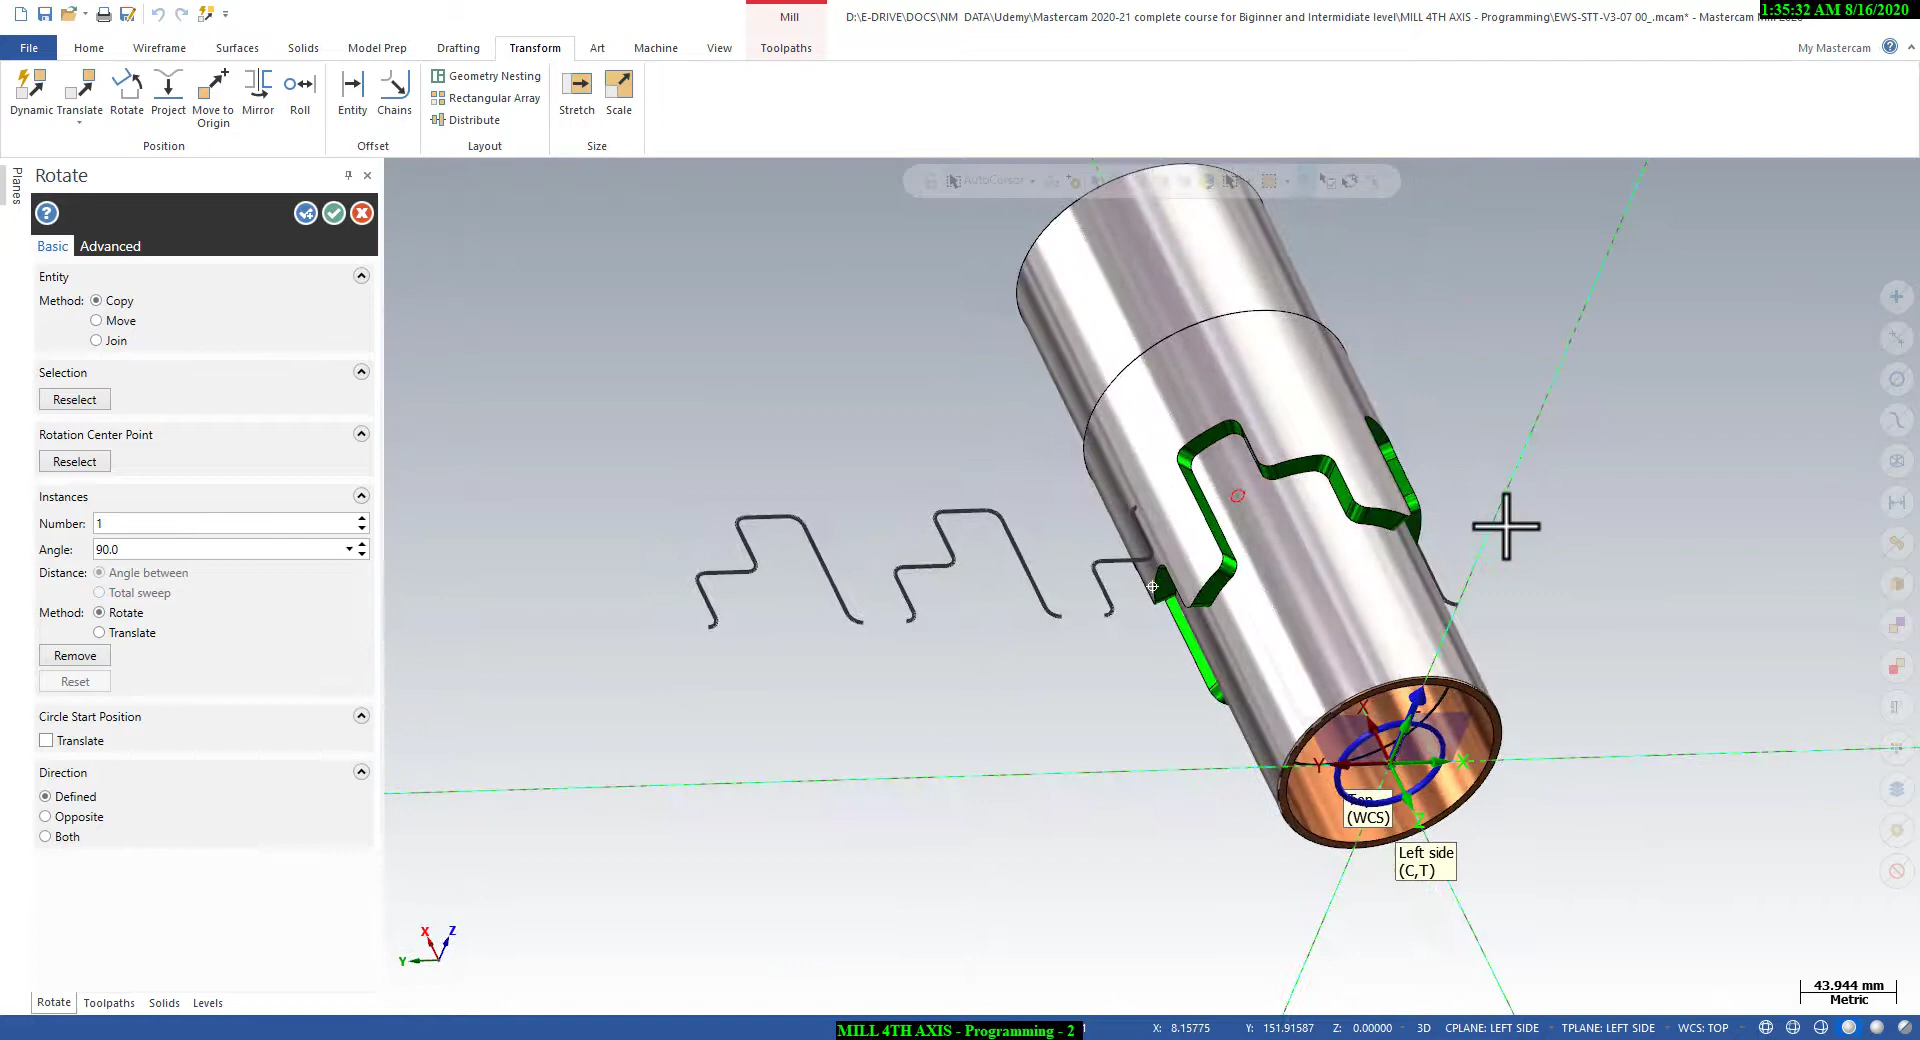 Mill
D:\E-DRIVE\DOCS\NM DATA\Udemy\Mastercam 2020-21 complete course for Biginner and Intermidiate level\MILL 4TH AXIS - Programming\EWS-STT-V3-07 00_.mcam* - Mastercam Mill
1:35:32 AM 8/16/2020
File Home Wireframe Surfaces Solids Model Prep Drafting Transform Art Machine View Toolpaths My Mastercam
Dynamic Translate Rotate Project Move to Origin Mirror Roll
Position
Entity Chains
Offset
Geometry Nesting
Rectangular Array
Distribute
Layout
Stretch Scale
Size
Planes
Rotate
Basic Advanced
Entity
Method: Copy
Move
Join
Selection
Reselect
Rotation Center Point
Reselect
Instances
Number: 1
Angle: 90.0
Distance: Angle between
Total sweep
Method: Rotate
Translate
Remove
Reset
Circle Start Position
Translate
Direction
Defined
Opposite
Both
AutoCursor
X
Y X
Z
Top
(WCS)
Left side
(C,T)
X Z
Y
43.944 mm
Metric
Rotate Toolpaths Solids Levels
MILL 4TH AXIS - Programming - 2
X: 8.15775 Y: 151.91587 Z: 0.00000 3D CPLANE: LEFT SIDE TPLANE: LEFT SIDE WCS: TOP